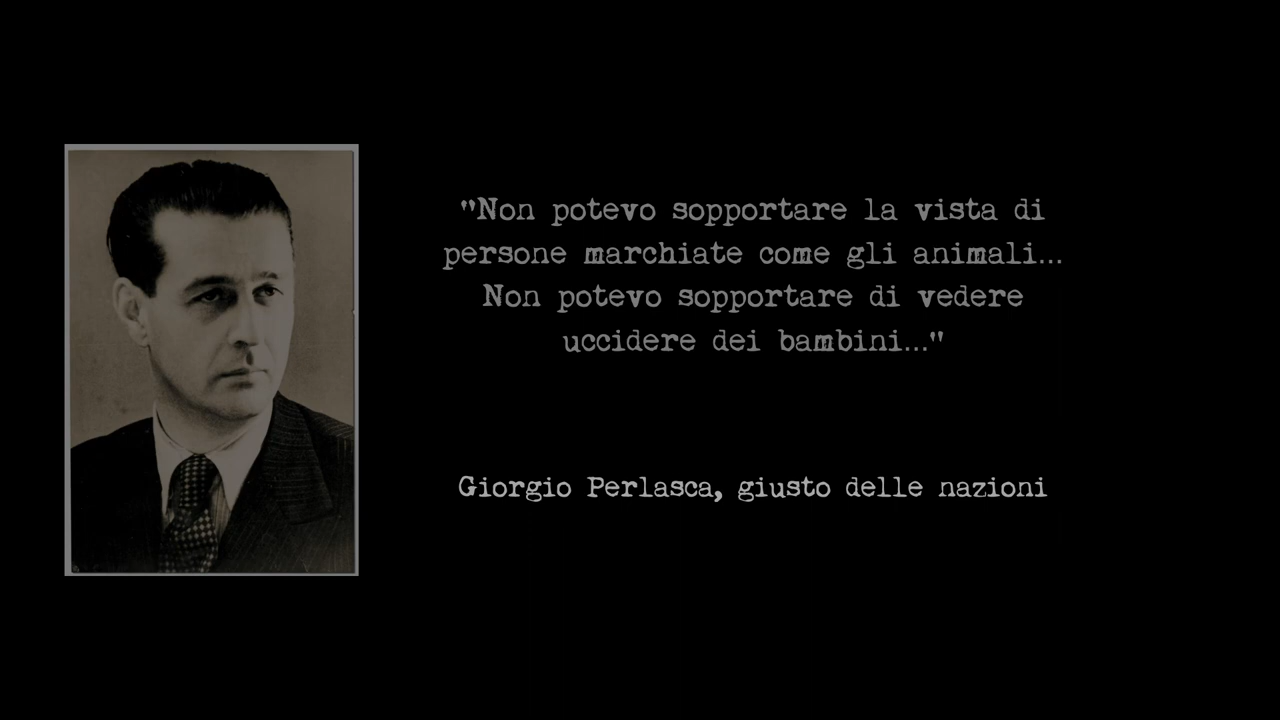 "Non potevo sopportare la vista di
persone marchiate come gli animali...
Non potevo sopportare di vedere
uccidere dei bambini..."
Giorgio Perlasca, giusto delle nazioni